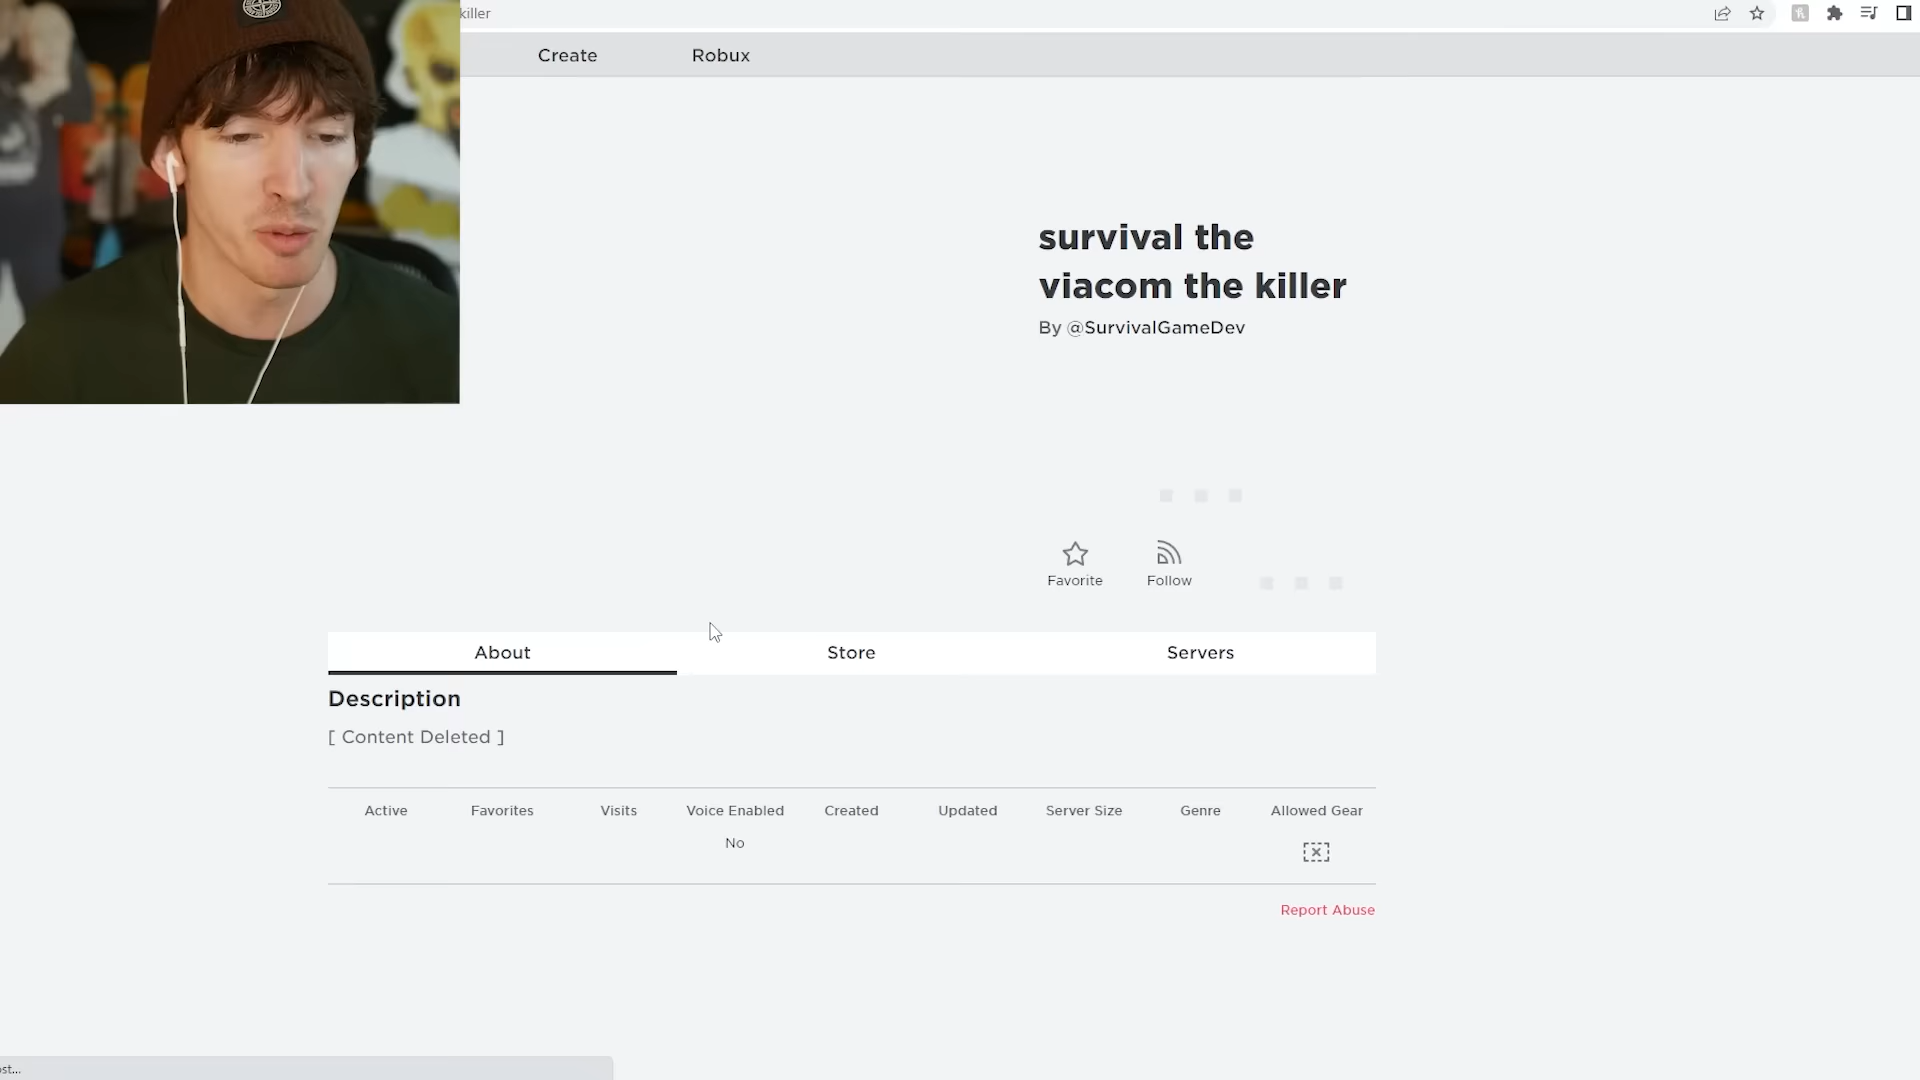 killer
Create
Robux
survival the
viacom the killer
By @SurvivalGameDev
Favorite
Follow
About
Store
Servers
Description
[ Content Deleted ]
Active
Favorites
Visits
Voice Enabled
Created
Updated
Server Size
Genre
Allowed Gear
No
Report Abuse
ost...